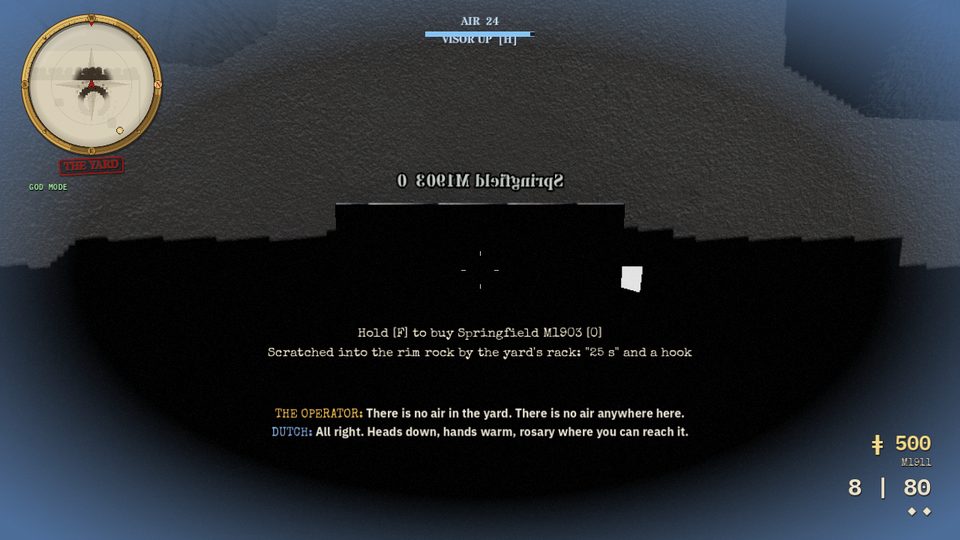 AIR 24
VISOR UP [H]
THE YARD
GOD MODE
Springfield M1903 0
Hold [F] to buy Springfield M1903 [0]
Scratched into the rim rock by the yard's rack: "25 s" and a hook
THE OPERATOR: There is no air in the yard. There is no air anywhere here.
DUTCH: All right. Heads down, hands warm, rosary where you can reach it.
500
M1911
8 | 80